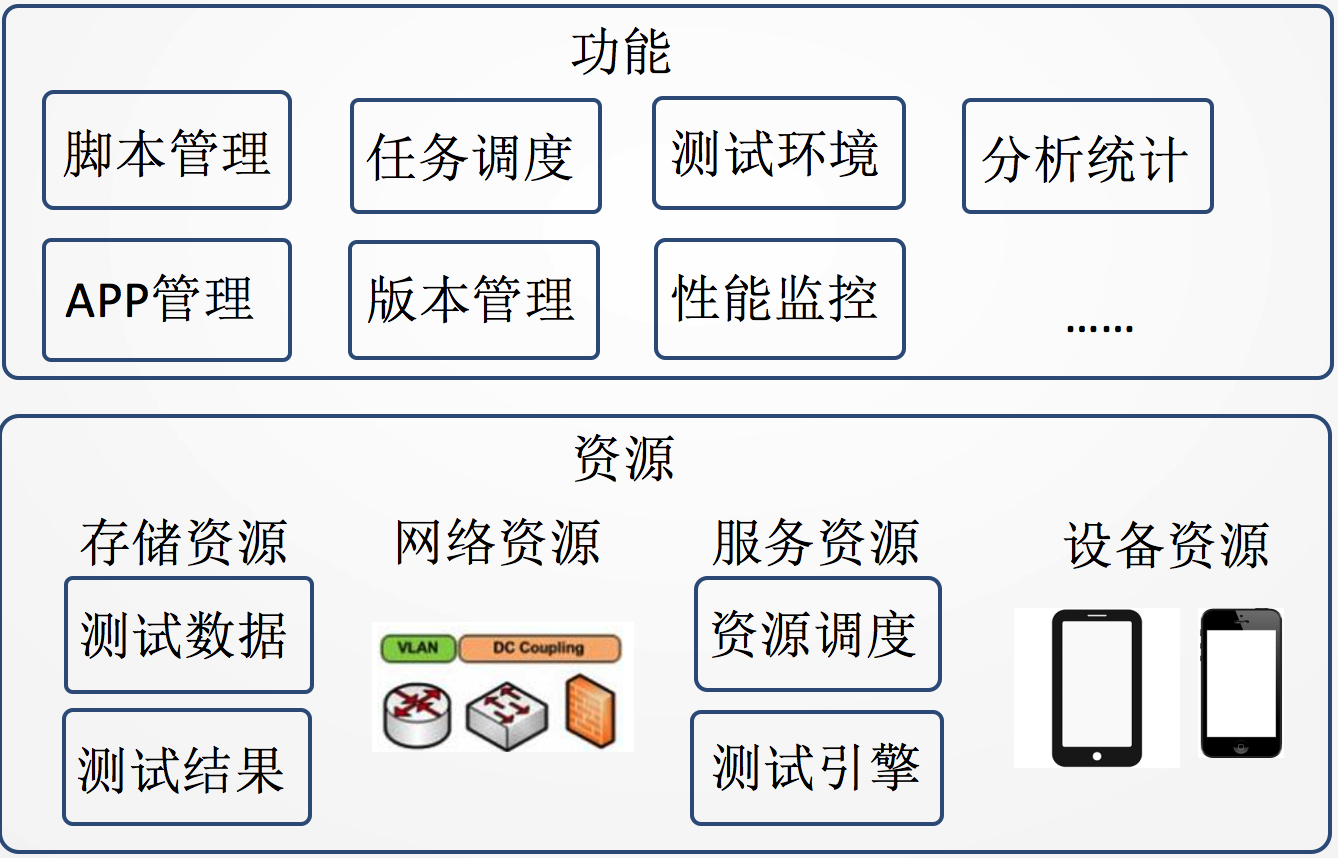 功能
脚本管理
任务调度
测试环境
分析统计
APP管理
版本管理
性能监控
......
资源
存储资源
网络资源
服务资源
设备资源
测试数据
VLAN
DC Coupling
资源调度
测试结果
测试引擎